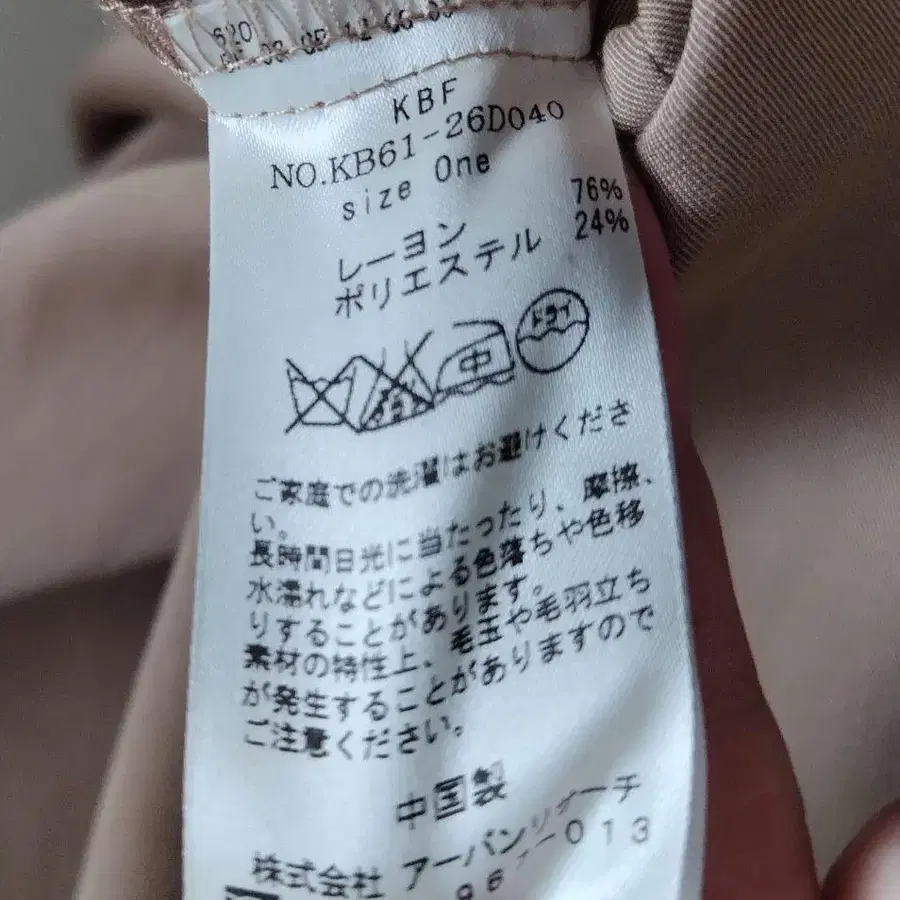 KBF
NO.KB61-26D040
size One
レーヨン 76%
ポリエステル 24%
中 ドライ
ご家庭での洗濯はお避けくださ
い。
長時間日光に当たったり、摩擦、
水濡れなどによる色落ちや色移
りすることがあります。
素材の特性上、毛玉や毛羽立ち
が発生することがありますので
ご注意ください。
中国製
株式会社 アーバンリサーチ
013